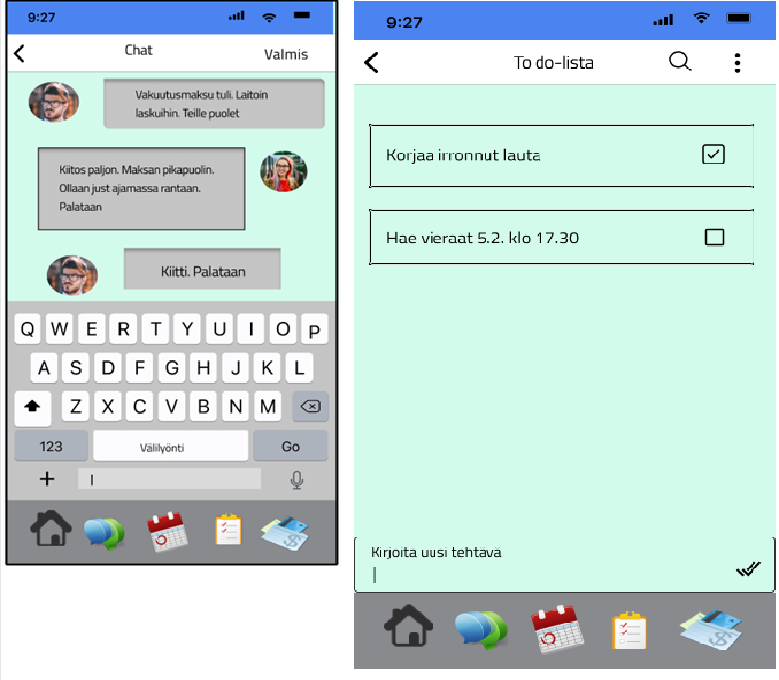 9:27
Chat
Valmis
Vakuutusmaksu tuli. Laitoin
laskuihin. Teille puolet
Kiitos paljon. Maksan pikapuolin.
Ollaan just ajamassa rantaan.
Palataan
Kiitti. Palataan
Q W E R T Y U I O p
A S D F G H J K L
Z X C V B N M
123 Välilyönti Go
9:27
To do-lista
Korjaa irronnut lauta
Hae vieraat 5.2. klo 17.30
Kirjoita uusi tehtävä